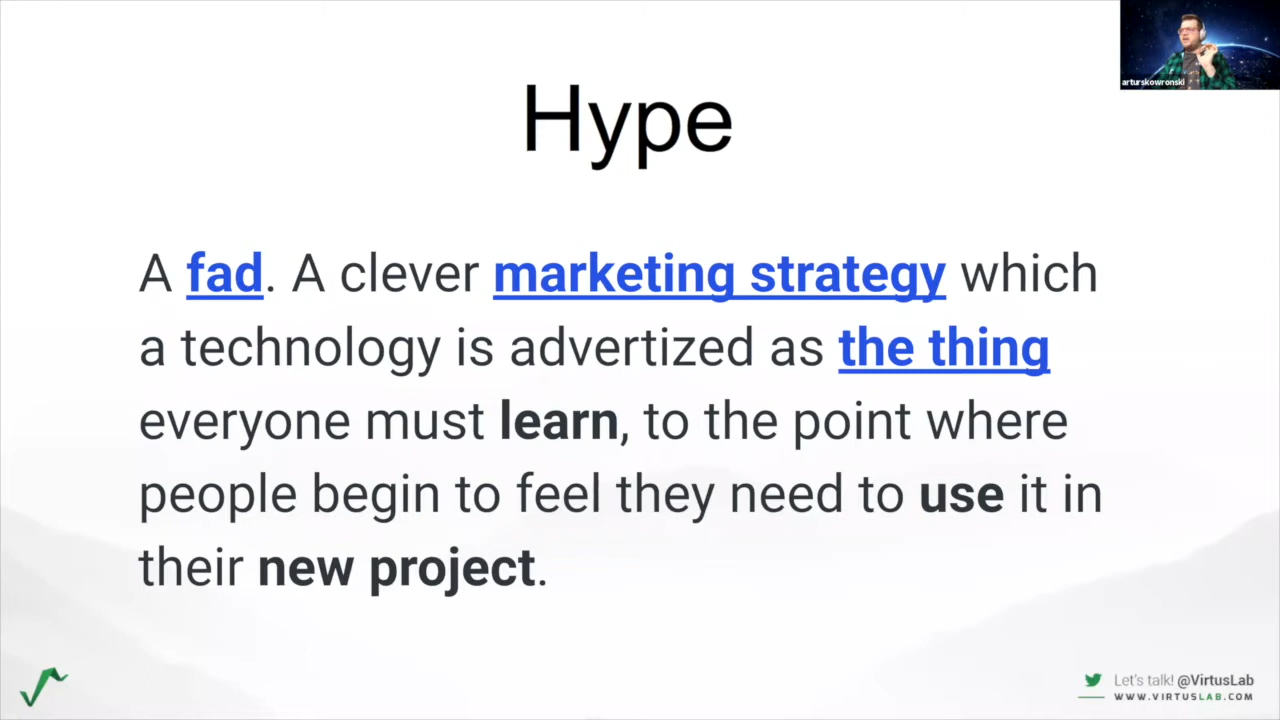 arturskowronski
Hype
A fad. A clever marketing strategy which
a technology is advertized as the thing
everyone must learn, to the point where
people begin to feel they need to use it in
their new project.
Let's talk! @VirtusLab
WWW.VIRTUSLAB.COM